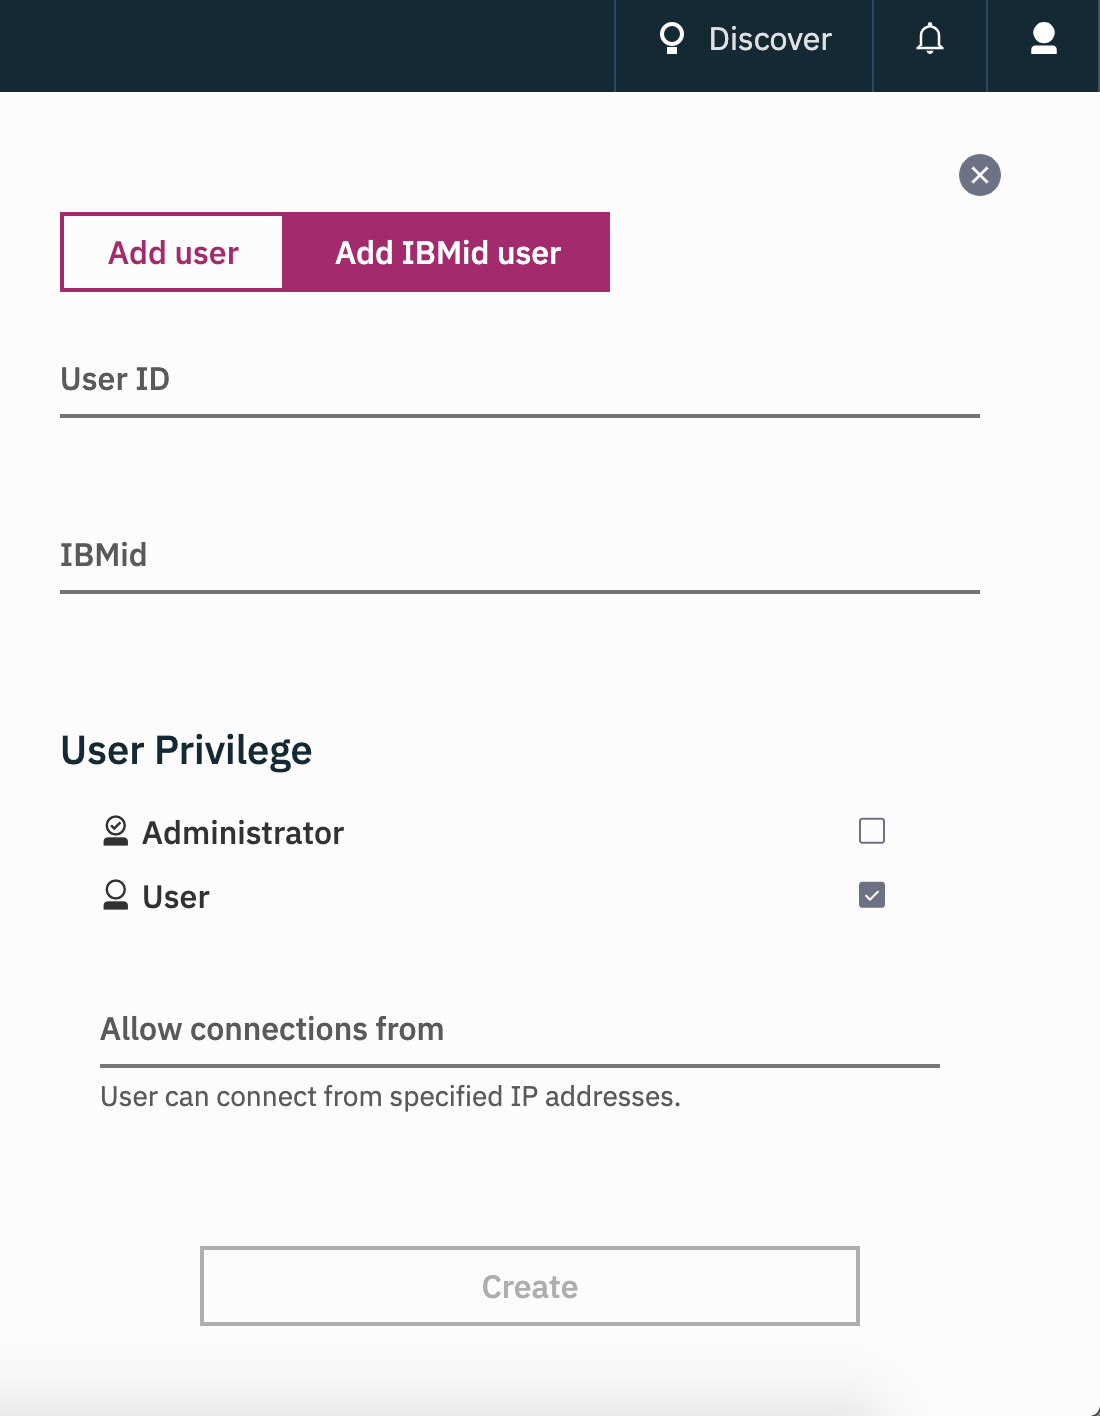 Discover
Add user
Add IBMid user
User ID
IBMid
User Privilege
Administrator
User
Allow connections from
User can connect from specified IP addresses.
Create